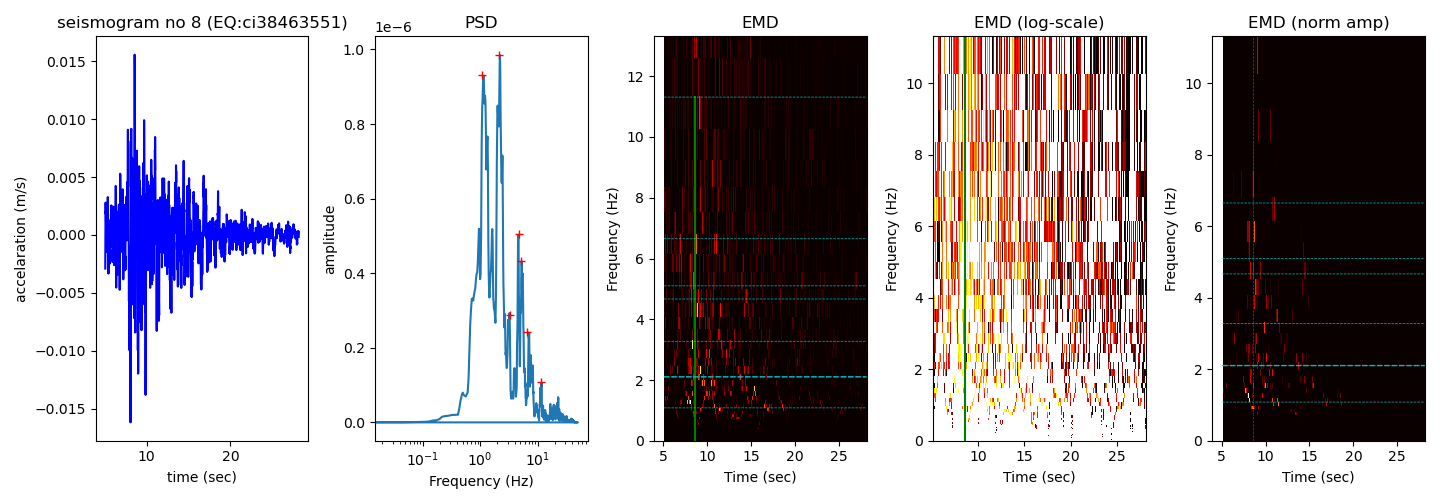 seismogram no 8 (EQ:ci38463551)
accelaration (m/s)
0.015
0.010
0.005
0.000
−0.005
−0.010
−0.015
10 20
time (sec)
PSD
1e−6
amplitude
1.0
0.8
0.6
0.4
0.2
0.0
10⁻¹ 10⁰ 10¹
Frequency (Hz)
EMD
Frequency (Hz)
12
10
8
6
4
2
0
5 10 15 20 25
Time (sec)
EMD (log-scale)
Frequency (Hz)
10
8
6
4
2
0
10 15 20 25
5
Time (sec)
EMD (norm amp)
Frequency (Hz)
10
8
6
4
2
0
5 10 15 20 25
Time (sec)